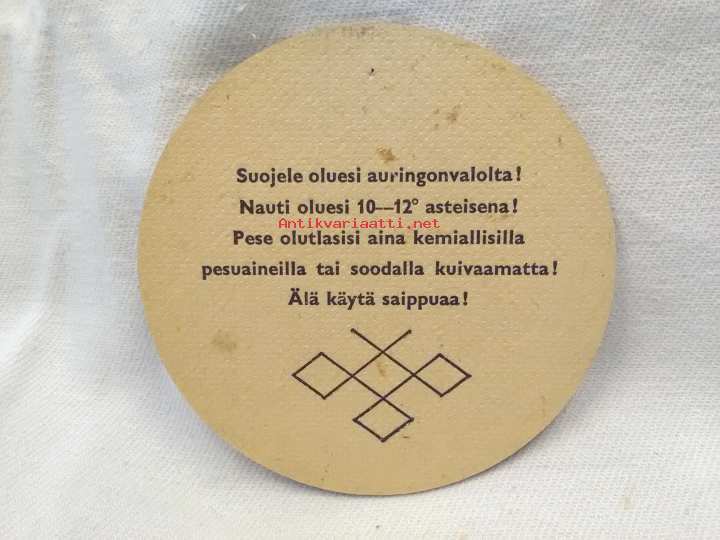 Suojele oluesi auringonvalolta!
Nauti oluesi 10—12° asteisena!
Antikvariaatti.net
Pese olutlasisi aina kemiallisilla
pesuaineilla tai soodalla kuivaamatta!
Älä käytä saippuaa!